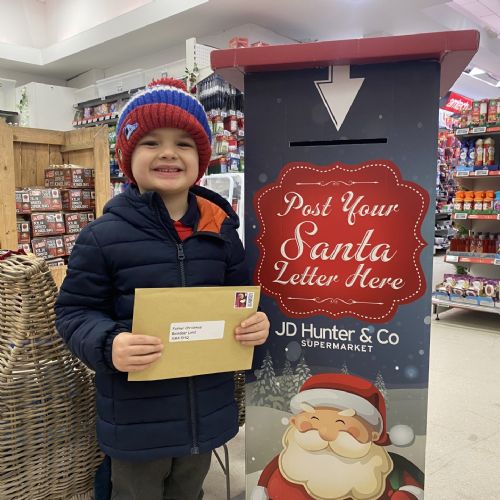 Post Your
Santa
Letter Here
JD Hunter & Co
SUPERMARKET
Father Christmas